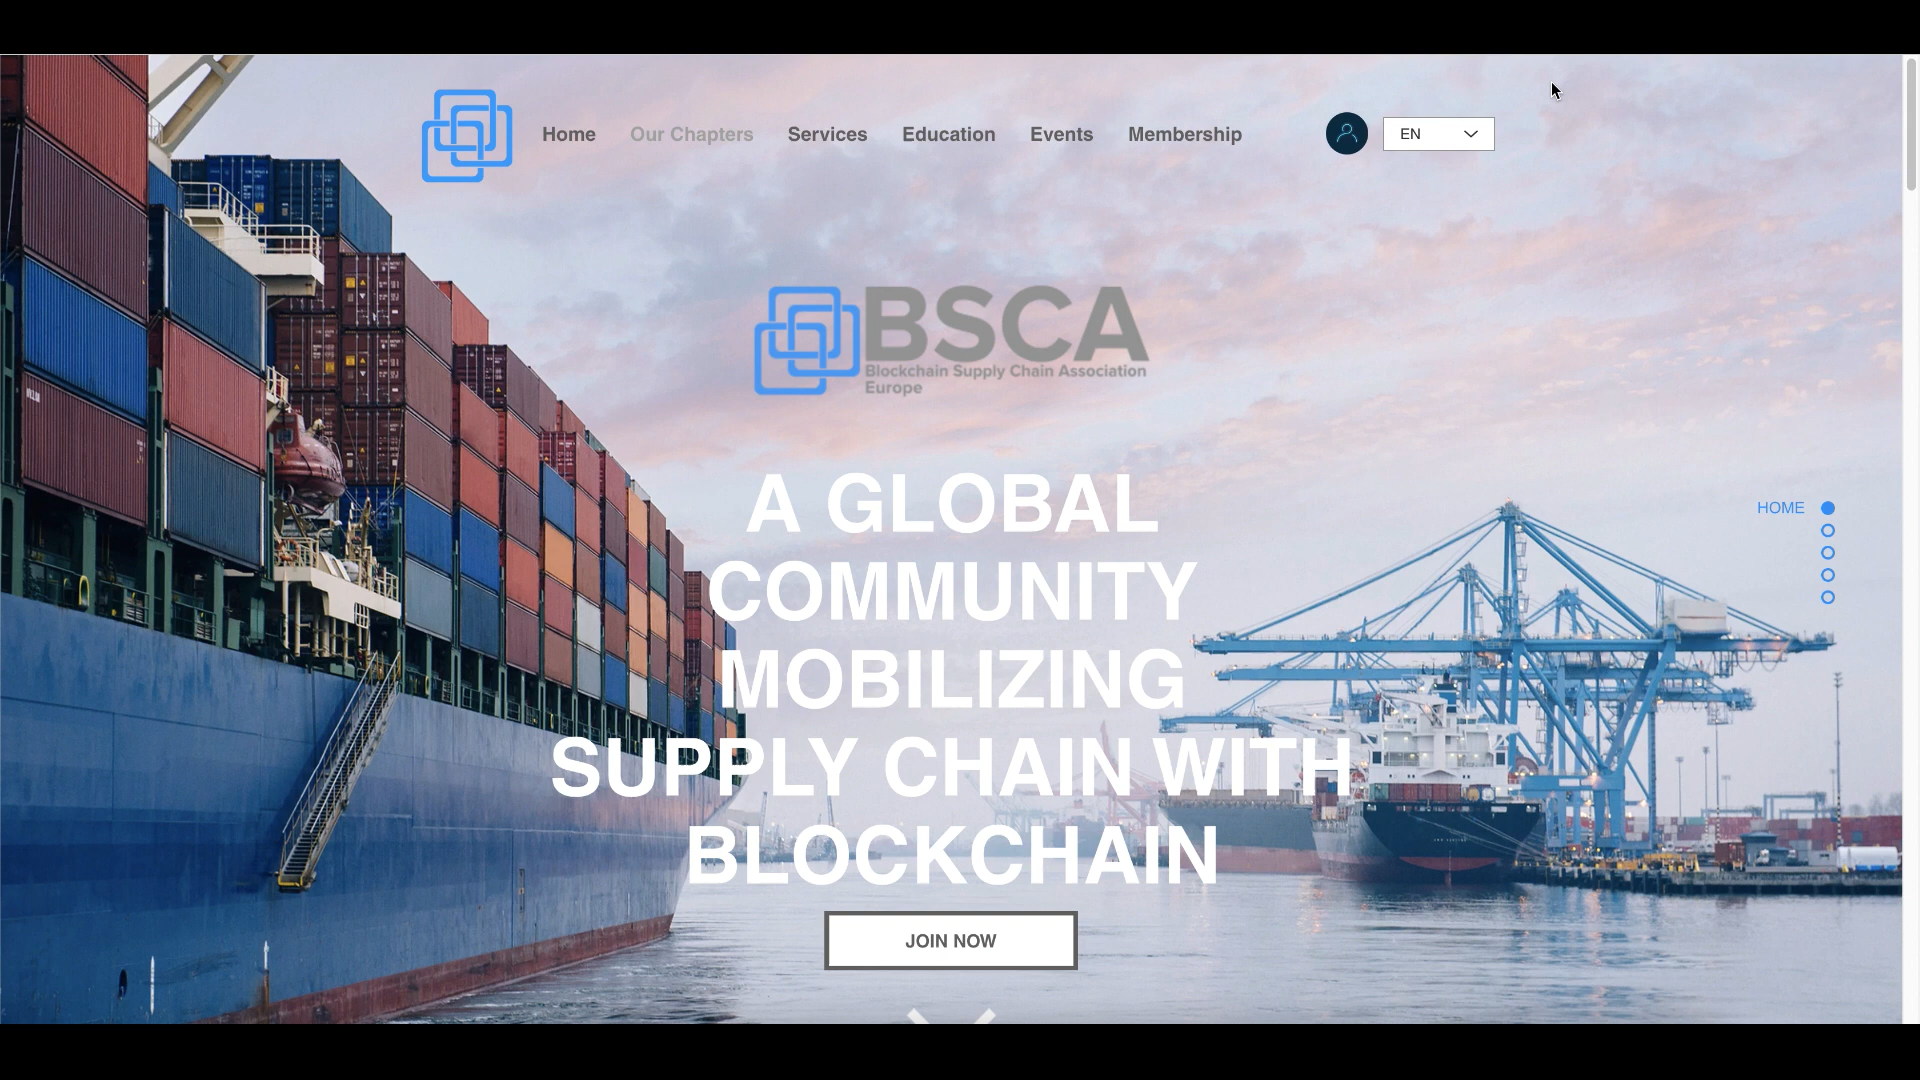 Home
Our Chapters
Services
Education
Events
Membership
EN
BSCA
Blockchain Supply Chain Association
Europe
A GLOBAL
COMMUNITY
MOBILIZING
SUPPLY CHAIN WITH
BLOCKCHAIN
HOME
JOIN NOW